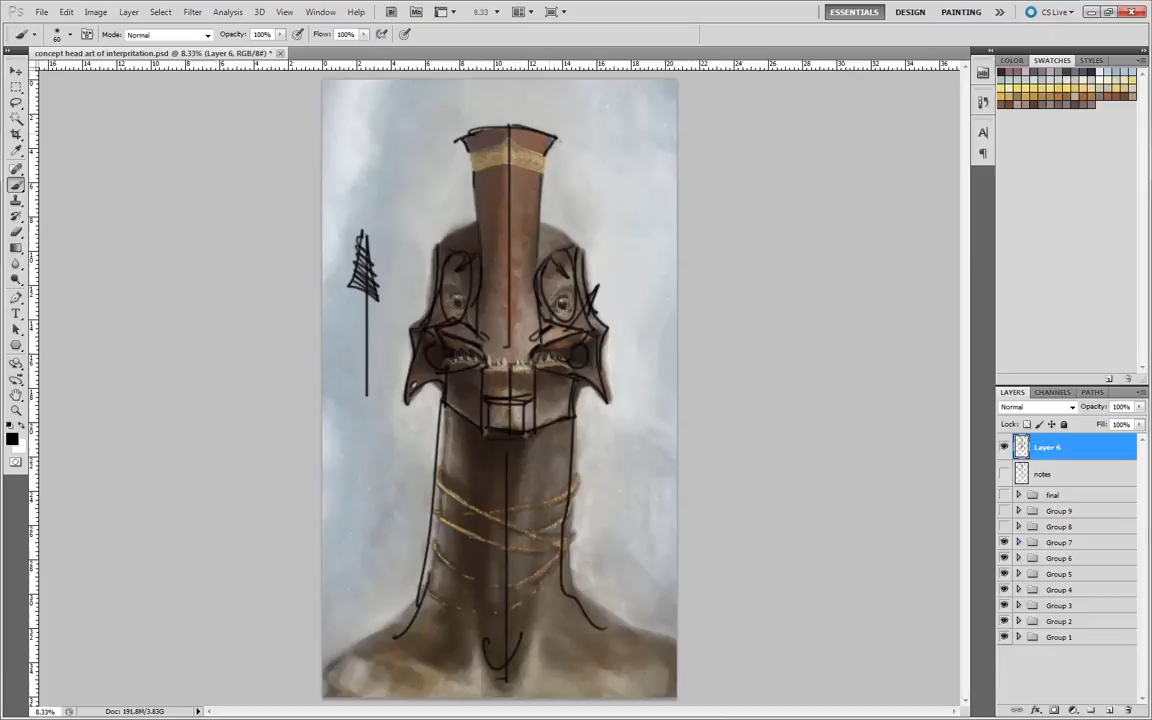 Ps File Edit Image Layer Select Filter Analysis 3D View Window Help Br Mb 8.33 ESSENTIALS DESIGN PAINTING CS Live
60 Mode: Normal Opacity: 100% Flow: 100%
concept head art of interpritation.psd @ 8.33% (Layer 6, RGB/8#) *
COLOR SWATCHES STYLES
LAYERS CHANNELS PATHS
Normal Opacity: 100%
Lock: Fill: 100%
Layer 6
notes
final
Group 9
Group 8
Group 7
Group 6
Group 5
Group 4
Group 3
Group 2
Group 1
8.33% Doc: 191.8M/3.83G